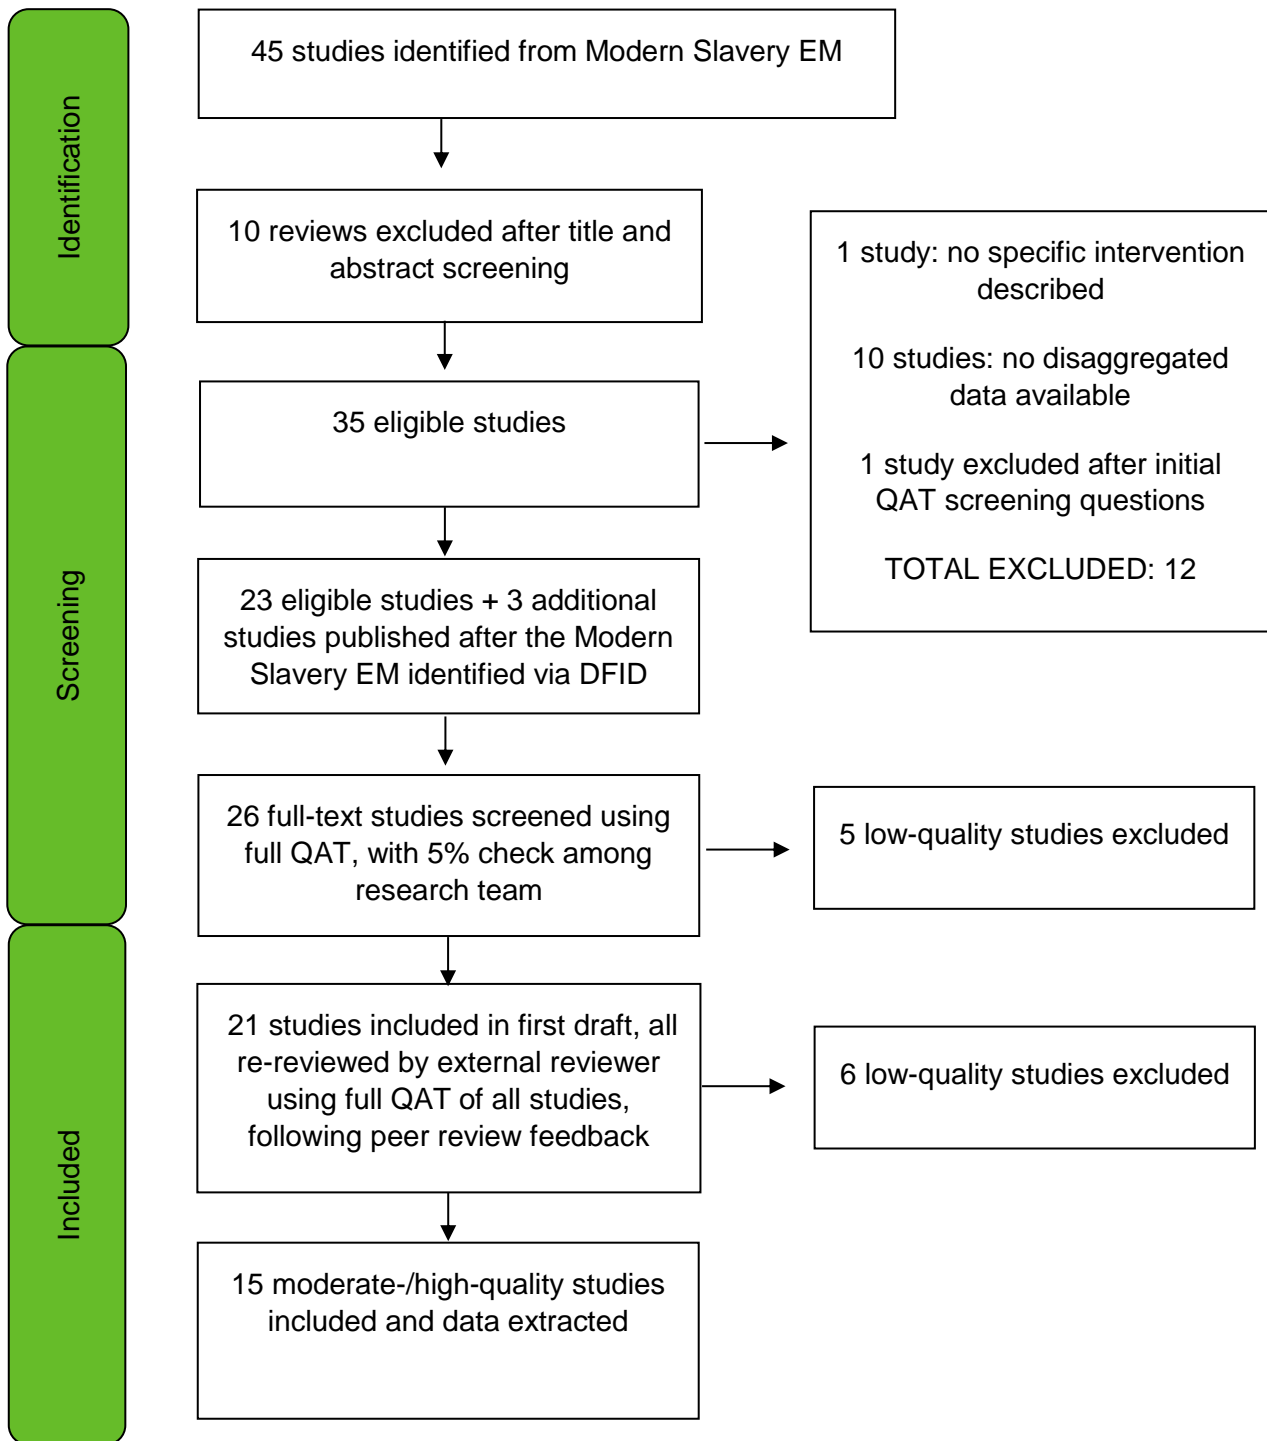 Identification
45 studies identified from Modern Slavery EM
10 reviews excluded after title and
abstract screening
Screening
35 eligible studies
1 study: no specific intervention
described
10 studies: no disaggregated
data available
1 study excluded after initial
QAT screening questions
TOTAL EXCLUDED: 12
23 eligible studies + 3 additional
studies published after the Modern
Slavery EM identified via DFID
26 full-text studies screened using
full QAT, with 5% check among
research team
5 low-quality studies excluded
Included
21 studies included in first draft, all
re-reviewed by external reviewer
using full QAT of all studies,
following peer review feedback
6 low-quality studies excluded
15 moderate-/high-quality studies
included and data extracted